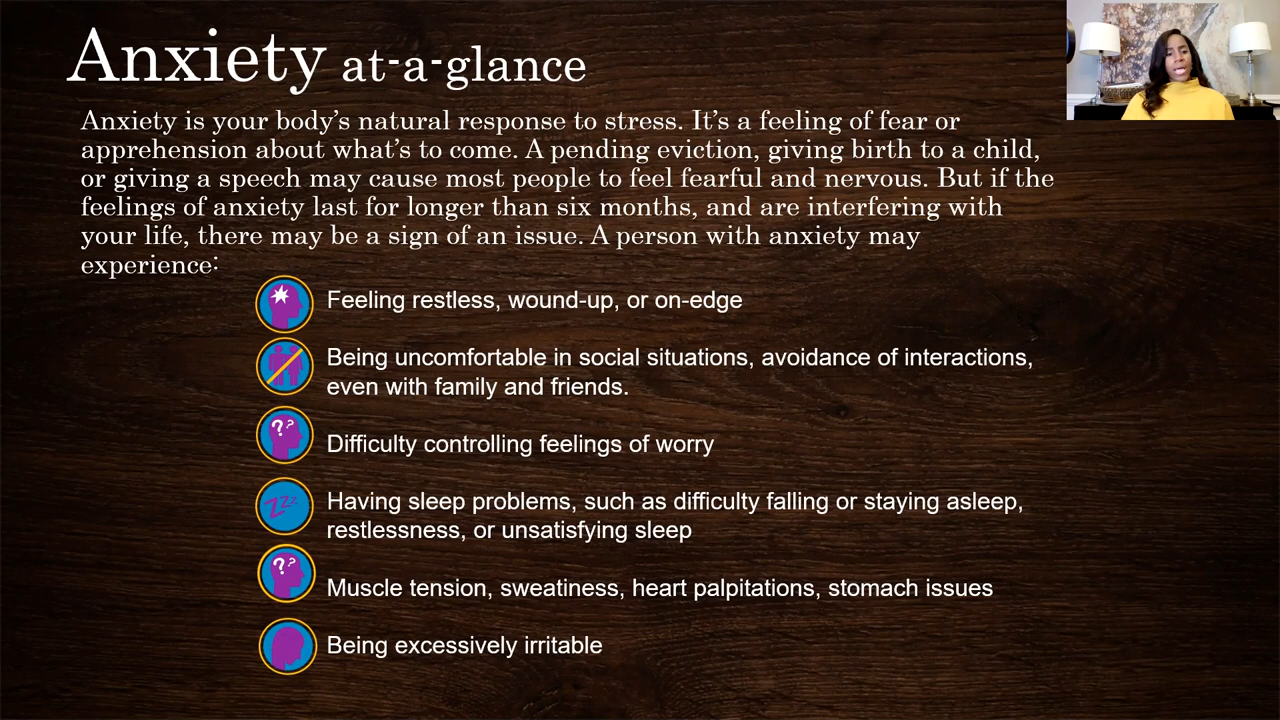 Anxiety at-a-glance
Anxiety is your body’s natural response to stress. It’s a feeling of fear or
apprehension about what’s to come. A pending eviction, giving birth to a child,
or giving a speech may cause most people to feel fearful and nervous. But if the
feelings of anxiety last for longer than six months, and are interfering with
your life, there may be a sign of an issue. A person with anxiety may
experience:
Feeling restless, wound-up, or on-edge
Being uncomfortable in social situations, avoidance of interactions,
even with family and friends.
??
Difficulty controlling feelings of worry
ZZZ
Having sleep problems, such as difficulty falling or staying asleep,
restlessness, or unsatisfying sleep
??
Muscle tension, sweatiness, heart palpitations, stomach issues
Being excessively irritable